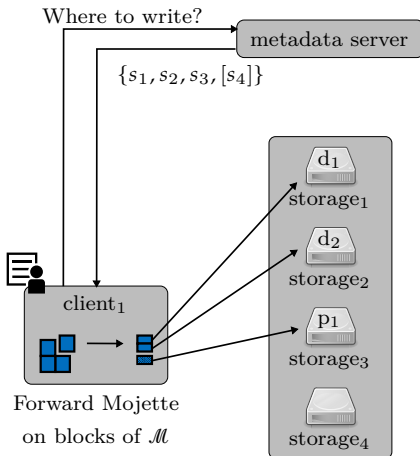 Where to write?
metadata server
{s₁, s₂, s₃, [s₄]}
d₁
storage₁
d₂
storage₂
client₁
p₁
storage₃
Forward Mojette
on blocks of ℳ
storage₄